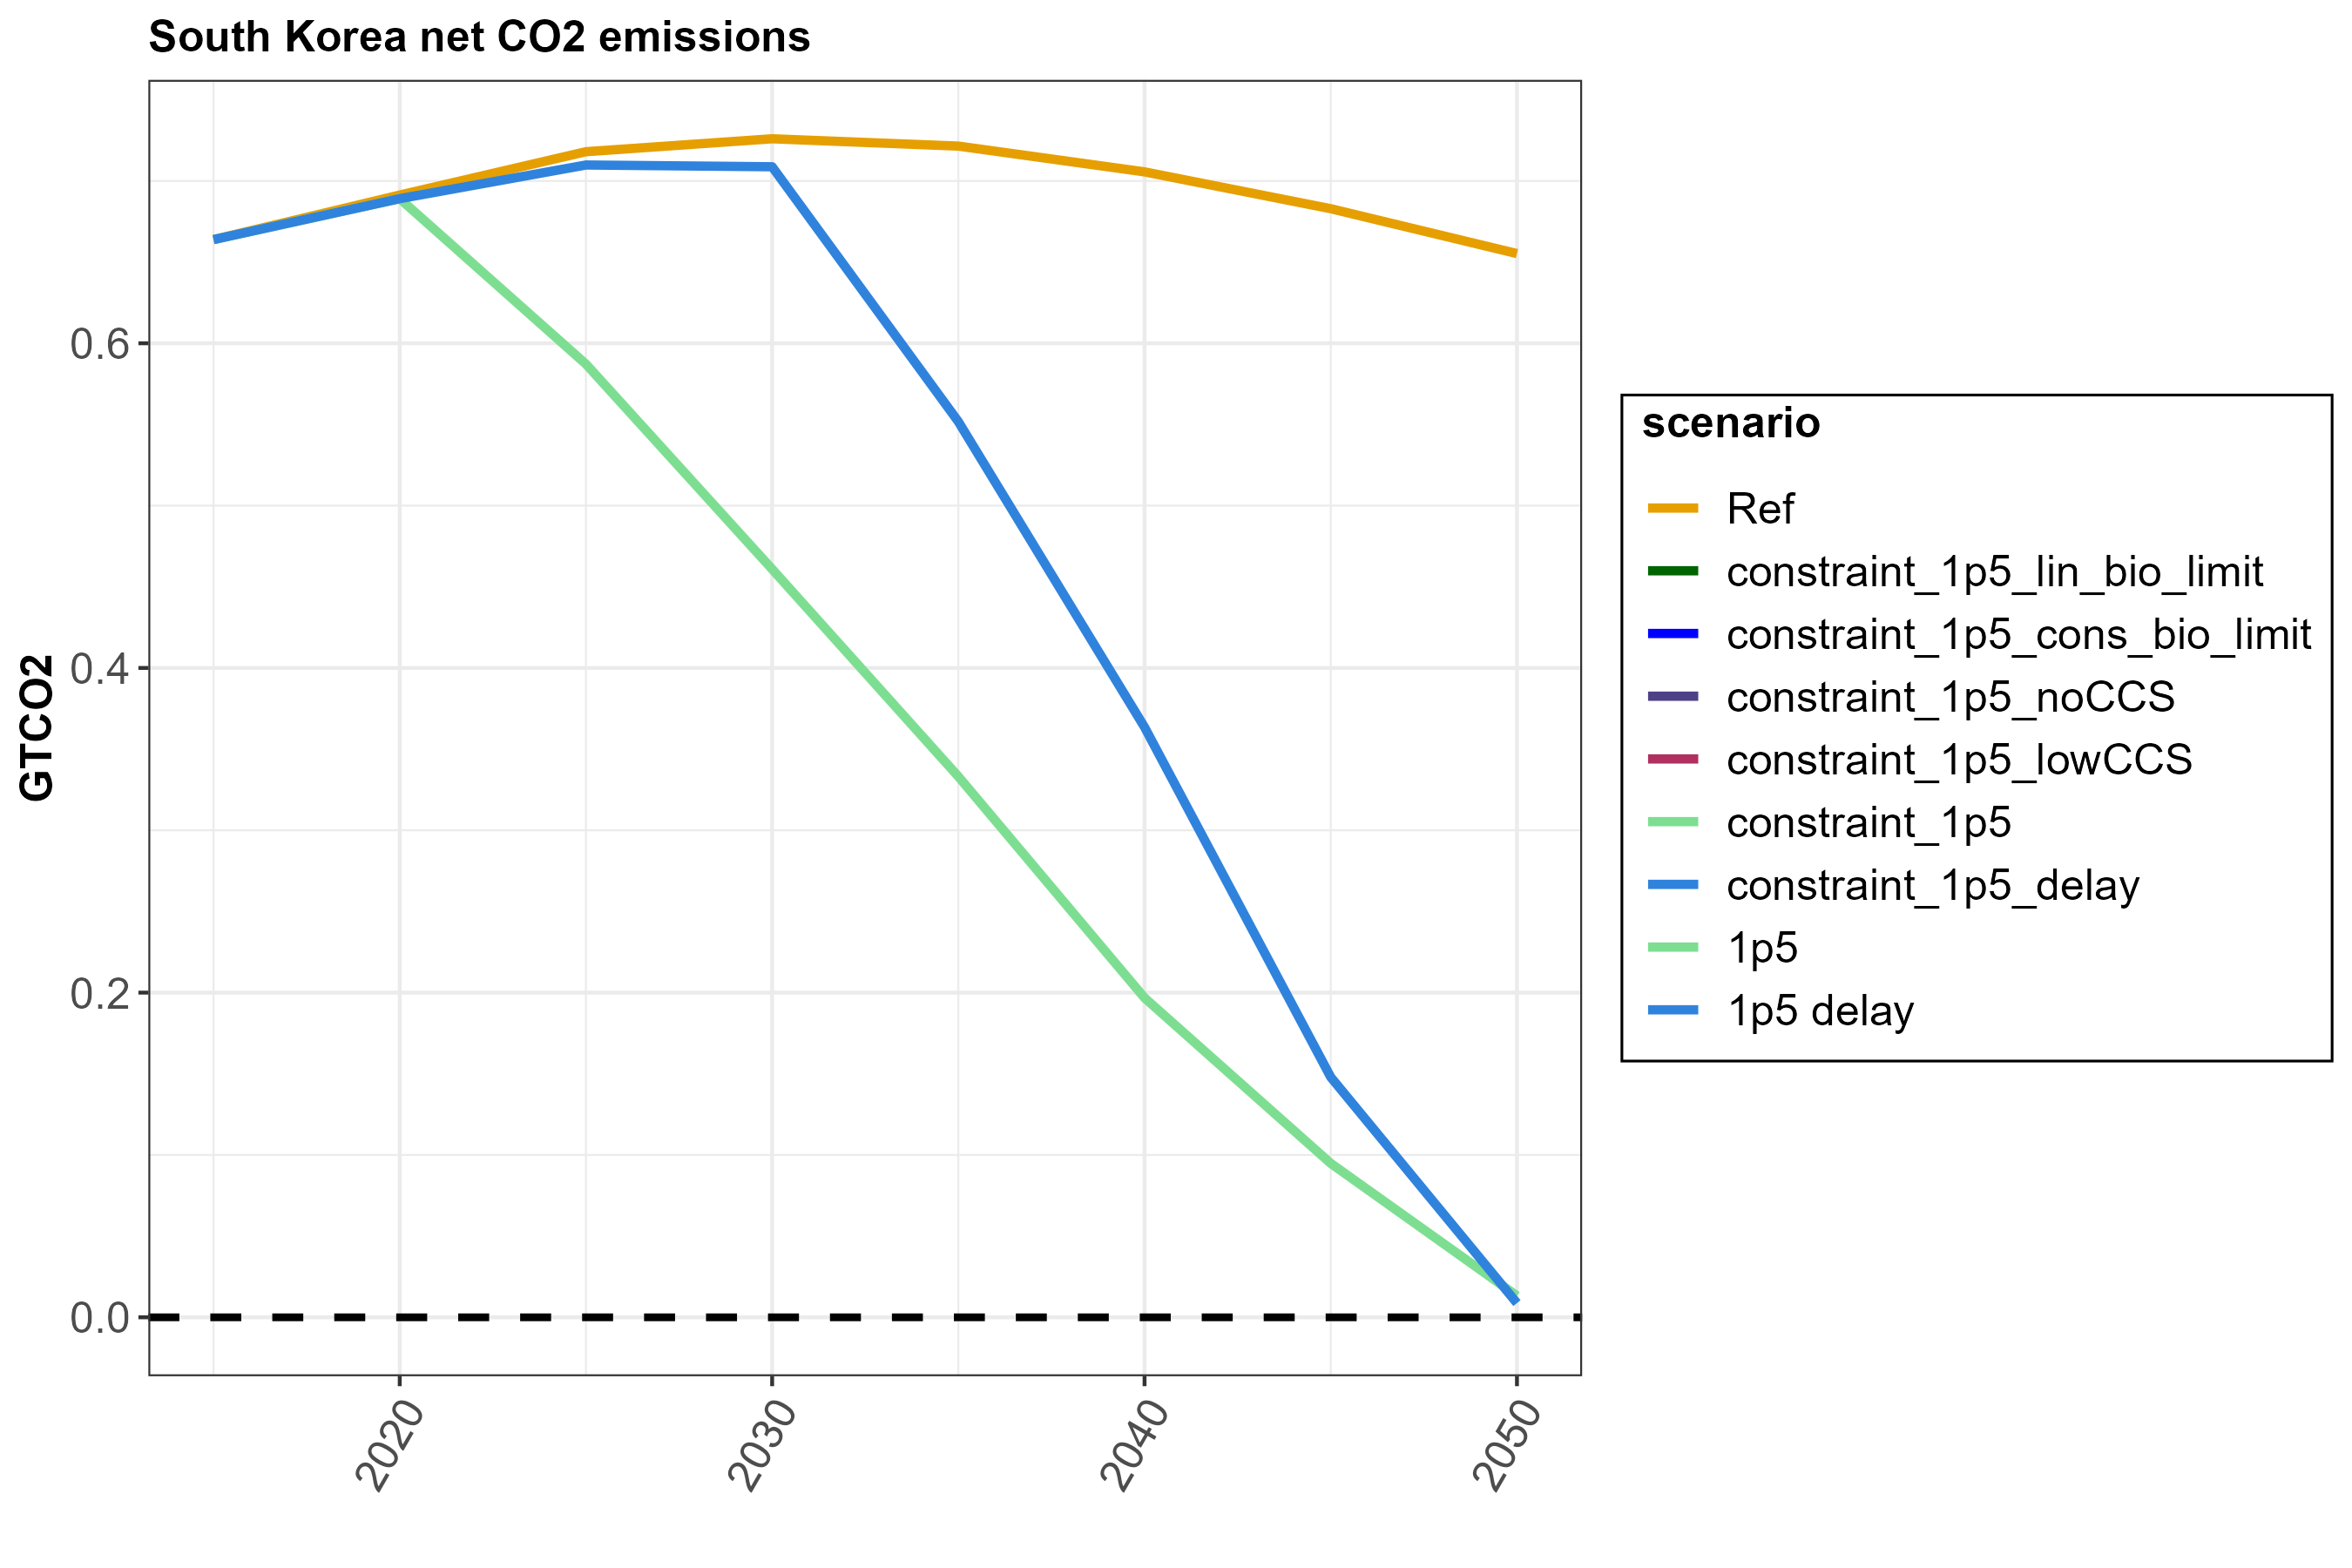 South Korea net CO2 emissions
GTCO2
0.6
0.4
0.2
0.0
2020
2030
2040
2050
scenario
Ref
constraint_1p5_lin_bio_limit
constraint_1p5_cons_bio_limit
constraint_1p5_noCCS
constraint_1p5_lowCCS
constraint_1p5
constraint_1p5_delay
1p5
1p5 delay